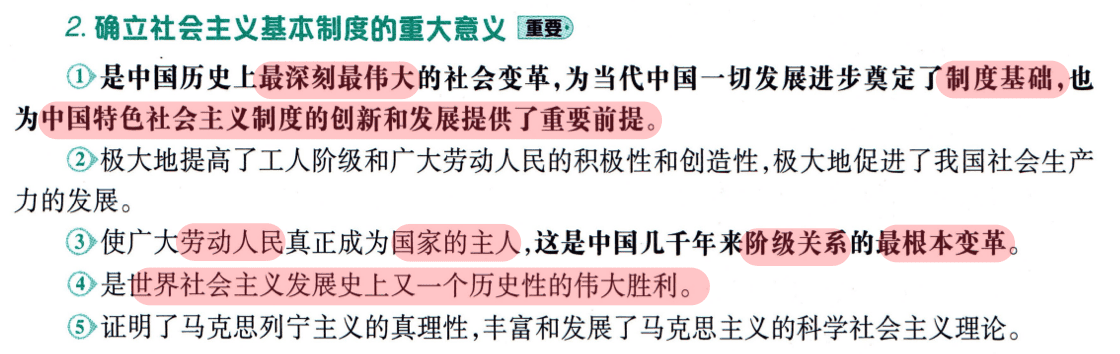 2. 确立社会主义基本制度的重大意义 重要
①是中国历史上最深刻最伟大的社会变革,为当代中国一切发展进步奠定了制度基础,也
为中国特色社会主义制度的创新和发展提供了重要前提。
②极大地提高了工人阶级和广大劳动人民的积极性和创造性,极大地促进了我国社会生产
力的发展。
③使广大劳动人民真正成为国家的主人,这是中国几千年来阶级关系的最根本变革。
④是世界社会主义发展史上又一个历史性的伟大胜利。
⑤证明了马克思列宁主义的真理性,丰富和发展了马克思主义的科学社会主义理论。